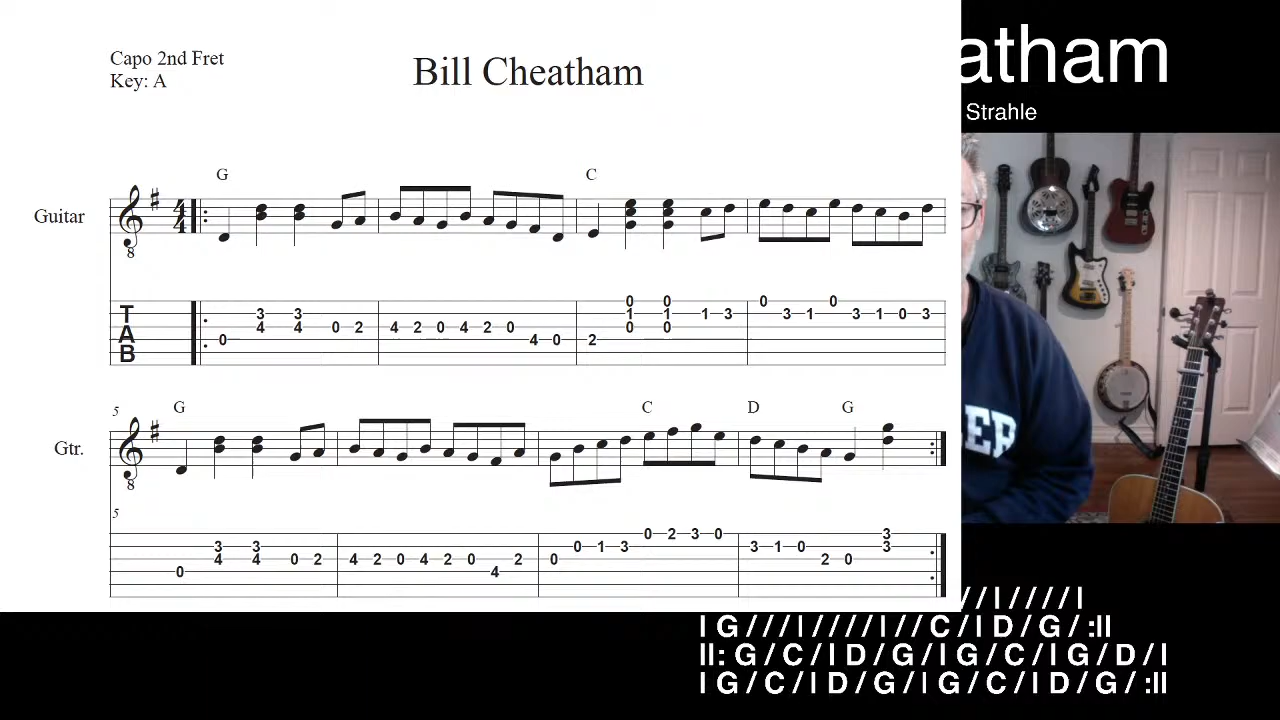 Capo 2nd Fret
Key: A
Bill Cheatham
atham
Strahle
G C
Guitar
4/4
8
T
A
B
0 3 4 3 4 0 2 4 2 0 4 2 0 4 0 2 0 1 0 0 1 0 1 3 0 3 1 0 3 1 0 3
5 G C D G
Gtr.
8
5
0 3 4 3 4 0 2 4 2 0 4 2 0 4 2 0 0 1 3 0 2 3 0 3 1 0 2 0 3 3
ER
/ / I / / / / I
I G / / / I / / / / I / / C / I D / G / :II
II: G / C / I D / G / I G / C / I G / D / I
I G / C / I D / G / I G / C / I D / G / :II